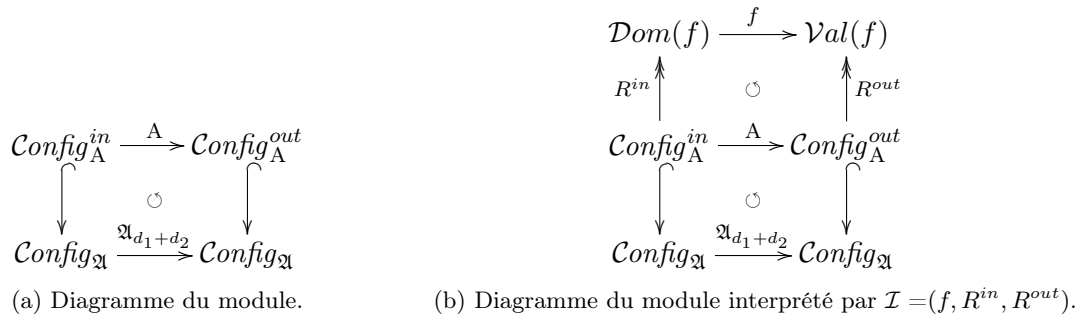 𝒟om(f) f 𝒱al(f)
R^{in} ↺ R^{out}
𝒞onfig_A^{in} A 𝒞onfig_A^{out} 𝒞onfig_A^{in} A 𝒞onfig_A^{out}
↺ ↺
𝒞onfig_𝔄 𝔄_{d_1+d_2} 𝒞onfig_𝔄 𝒞onfig_𝔄 𝔄_{d_1+d_2} 𝒞onfig_𝔄
(a) Diagramme du module. (b) Diagramme du module interprété par ℐ =(f, R^{in}, R^{out}).